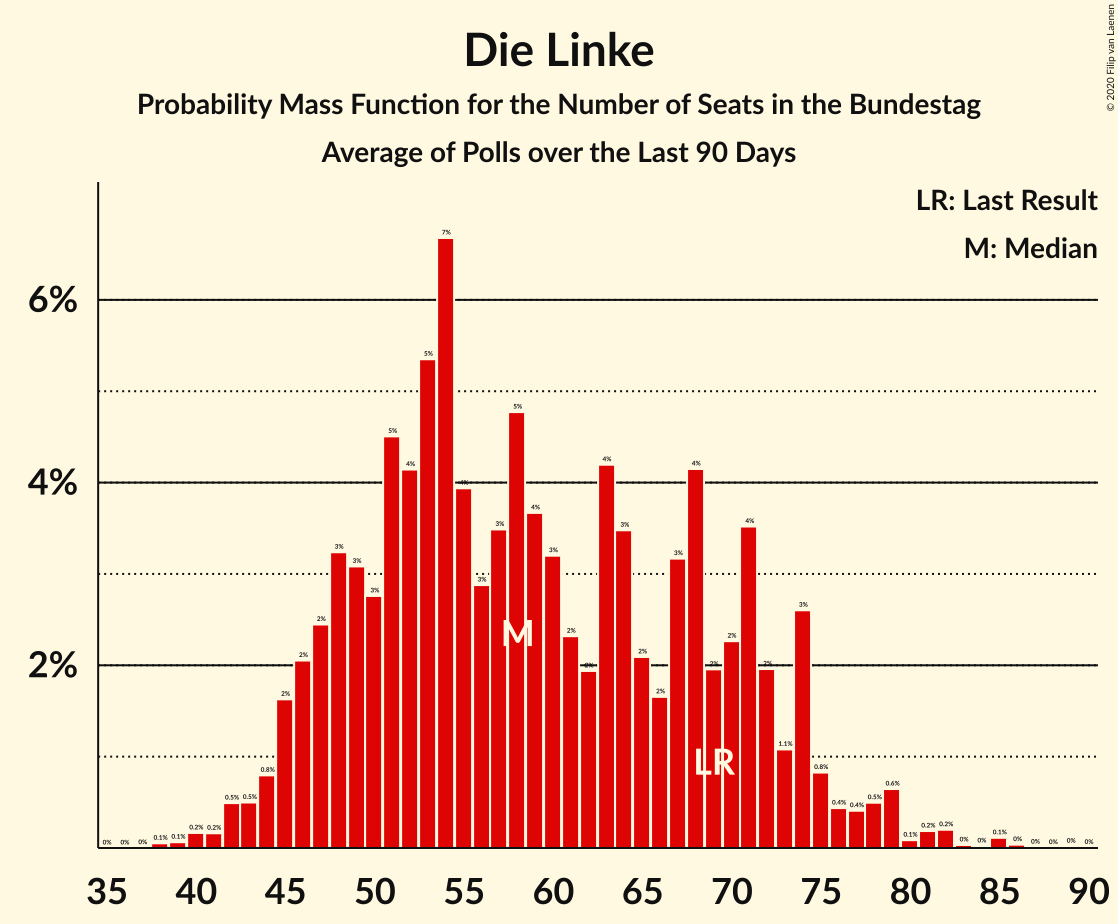 © 2020 Filip van Laenen
Die Linke
Probability Mass Function for the Number of Seats in the Bundestag
Average of Polls over the Last 90 Days
LR: Last Result
M: Median
6%
4%
2%
0% 0% 0% 0.1% 0.1% 0.2% 0.2% 0.5% 0.5% 0.8% 2% 2% 2% 3% 3% 3% 5% 4% 5% 7% 4% 3% 3% 5% 4% 3% 2% 2% 4% 3% 2% 2% 3% 4% 2% 2% 4% 2% 1.1% 3% 0.8% 0.4% 0.4% 0.5% 0.6% 0.1% 0.2% 0.2% 0% 0% 0.1% 0% 0% 0% 0% 0%
M
LR
35 40 45 50 55 60 65 70 75 80 85 90